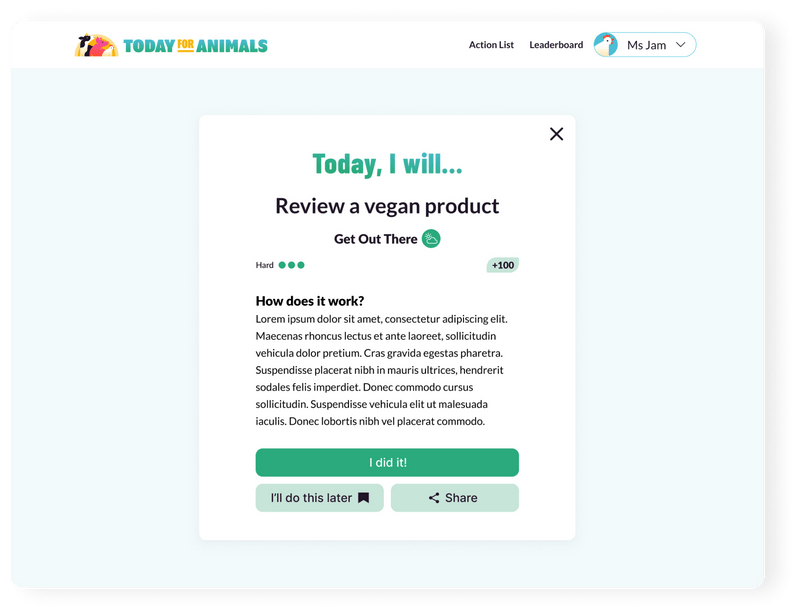 TODAY FOR ANIMALS
Action List
Leaderboard
Ms Jam
Today, I will...
Review a vegan product
Get Out There
Hard
+100
How does it work?
Lorem ipsum dolor sit amet, consectetur adipiscing elit.
Maecenas rhoncus lectus et ante laoreet, sollicitudin
vehicula dolor pretium. Cras gravida egestas pharetra.
Suspendisse placerat nibh in mauris ultrices, hendrerit
sodales felis imperdiet. Donec commodo cursus
sollicitudin. Suspendisse vehicula elit ut malesuada
iaculis. Donec lobortis nibh vel placerat commodo.
I did it!
I'll do this later
Share